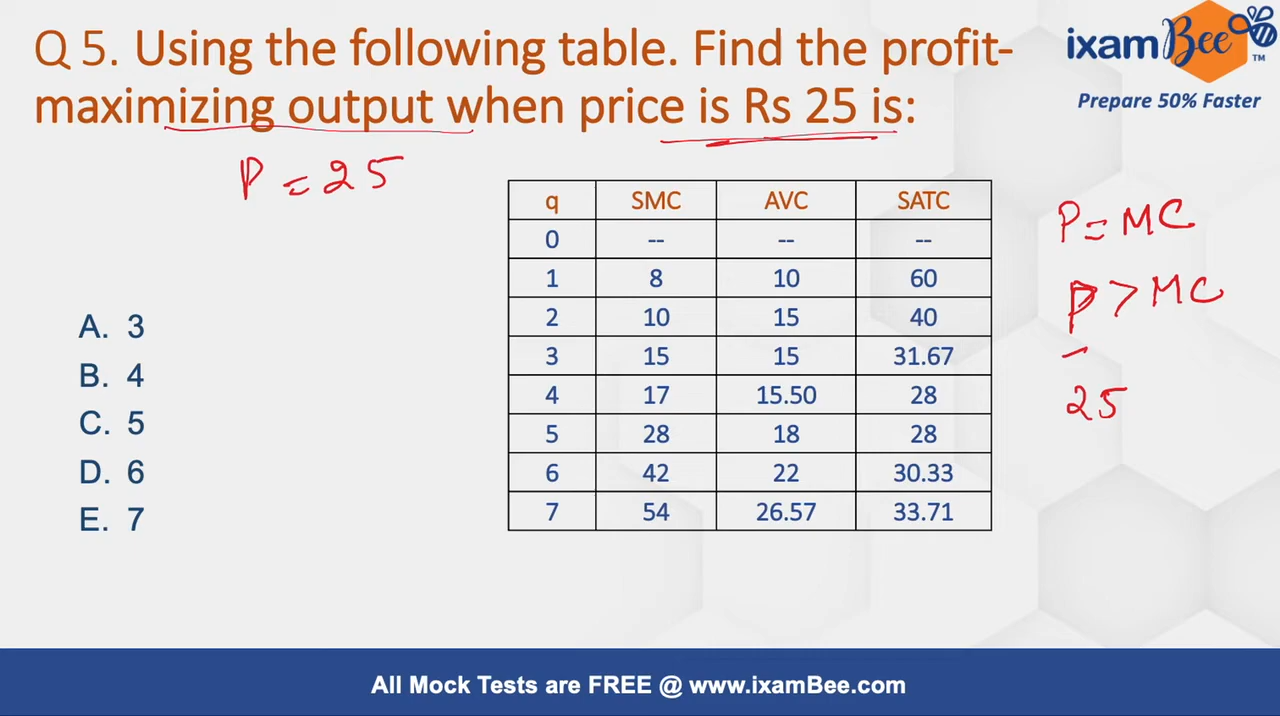 Q 5. Using the following table. Find the profit-
maximizing output when price is Rs 25 is:
ixamBee
TM
Prepare 50% Faster
P = 25
A. 3
B. 4
C. 5
D. 6
E. 7
q SMC AVC SATC
0 -- -- --
1 8 10 60
2 10 15 40
3 15 15 31.67
4 17 15.50 28
5 28 18 28
6 42 22 30.33
7 54 26.57 33.71
P = MC
P > MC
25
All Mock Tests are FREE @ www.ixamBee.com